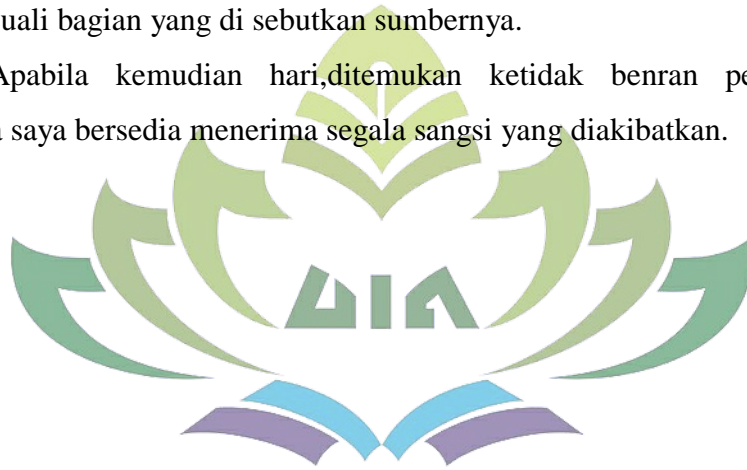 uali bagian yang di sebutkan sumbernya.
Apabila kemudian hari,ditemukan ketidak benran pe
saya bersedia menerima segala sangsi yang diakibatkan.
UIN